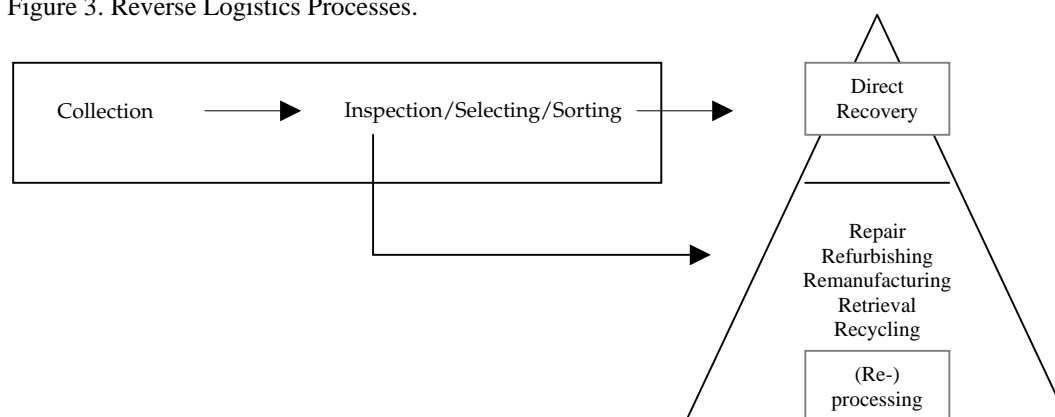 Figure 3. Reverse Logistics Processes.
Collection
Inspection/Selecting/Sorting
Direct
Recovery
Repair
Refurbishing
Remanufacturing
Retrieval
Recycling
(Re-)
processing